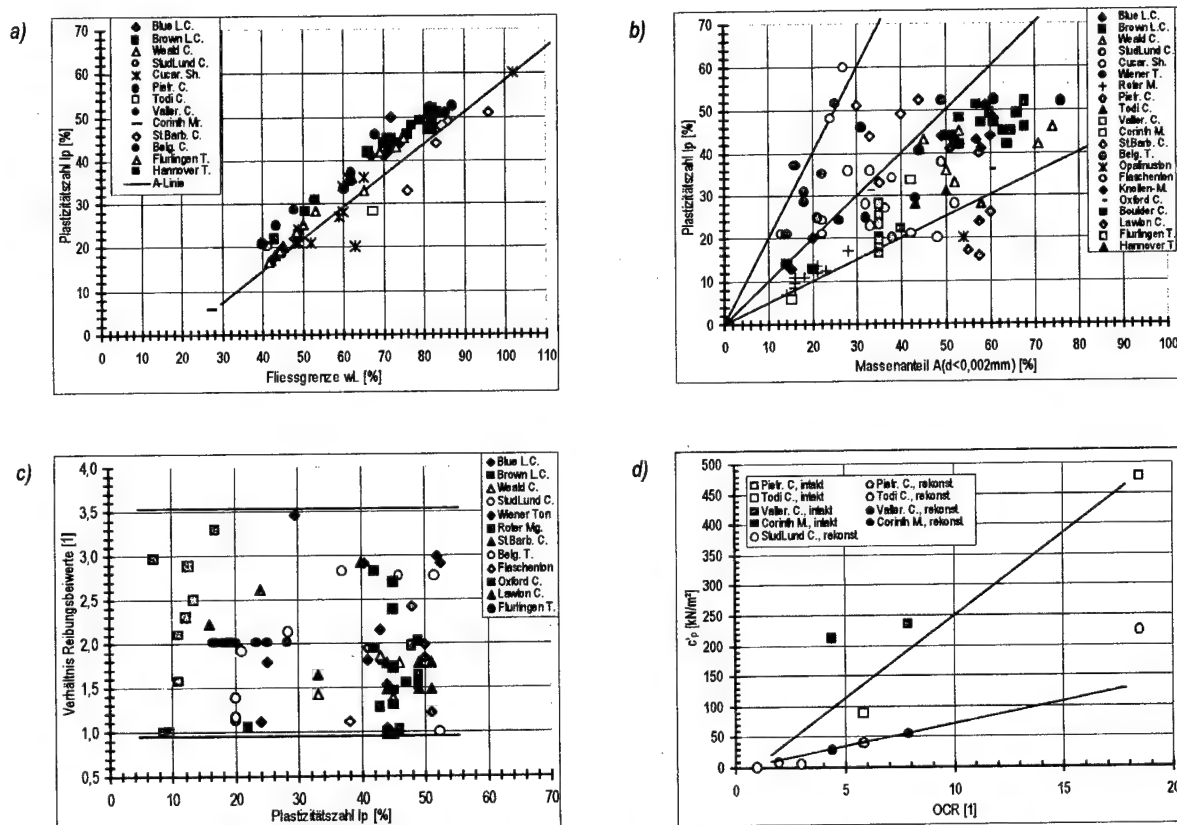 a)
Plastizitätszahl Ip [%]
70
60
50
40
30
20
10
0
0 10 20 30 40 50 60 70 80 90 100 110
Fliessgrenze wL [%]
Blue L.C.
Brown L.C.
Weald C.
StudLund C.
Cucar. Sh.
Pietr. C.
Todi C.
Valler. C.
Corinth Mr.
St.Barb. C.
Belg. C.
Flurlingen T.
Hannover T.
A-Linie
b)
Plastizitätszahl Ip [%]
70
60
50
40
30
20
10
0
0 10 20 30 40 50 60 70 80 90 100
Massenanteil A(d<0,002mm) [%]
Blue L.C.
Brown L.C.
Weald C.
StudLund C.
Cucar. Sh.
Wiener T.
Roter M.
Pietr. C.
Todi C.
Valler. C.
Corinth M.
St.Barb. C.
Belg. T.
Opalinuston
Flaschenton
Knollen-M.
Oxford C.
Boulder C.
Lawlon C.
Flurlingen T.
Hannover T.
c)
Verhältnis Reibungsbeiwerte [1]
4,0
3,5
3,0
2,5
2,0
1,5
1,0
0,5
0 10 20 30 40 50 60 70
Plastizitätszahl Ip [%]
Blue L.C.
Brown L.C.
Weald C.
StudLund C.
Wiener Ton
Roter Mg.
St.Barb. C.
Belg. T.
Flaschenton
Oxford C.
Lawlon C.
Flurlingen T.
d)
c'p [kN/m²]
500
450
400
350
300
250
200
150
100
50
0
0 5 10 15 20
OCR [1]
Pietr. C, intakt
Todi C., intakt
Valler. C., intakt
Corinth M., intakt
StudLund C., rekonst
Pietr. C., rekonst
Todi C., rekonst
Valler. C., rekonst
Corinth M., rekonst